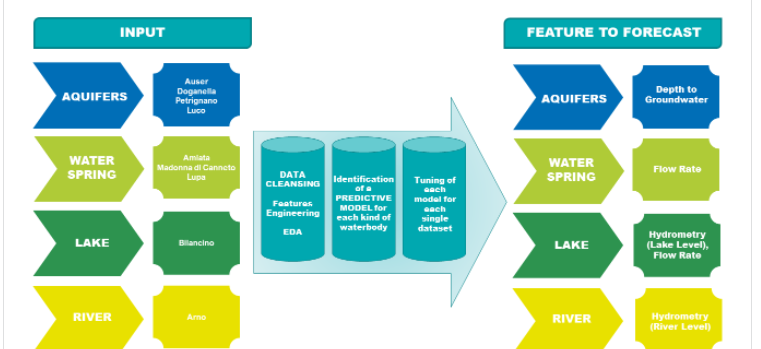 INPUT
AQUIFERS
Auser
Doganella
Petrignano
Luco
WATER
SPRING
Amiata
Madonna di Canneto
Lupa
LAKE
Bilancino
RIVER
Arno
DATA
CLEANSING
Features
Engineering
EDA
Identification
of a
PREDICTIVE
MODEL for
each kind of
waterbody
Tuning of
each
model for
each
single
dataset
FEATURE TO FORECAST
AQUIFERS
Depth to
Groundwater
WATER
SPRING
Flow Rate
LAKE
Hydrometry
(Lake Level),
Flow Rate
RIVER
Hydrometry
(River Level)